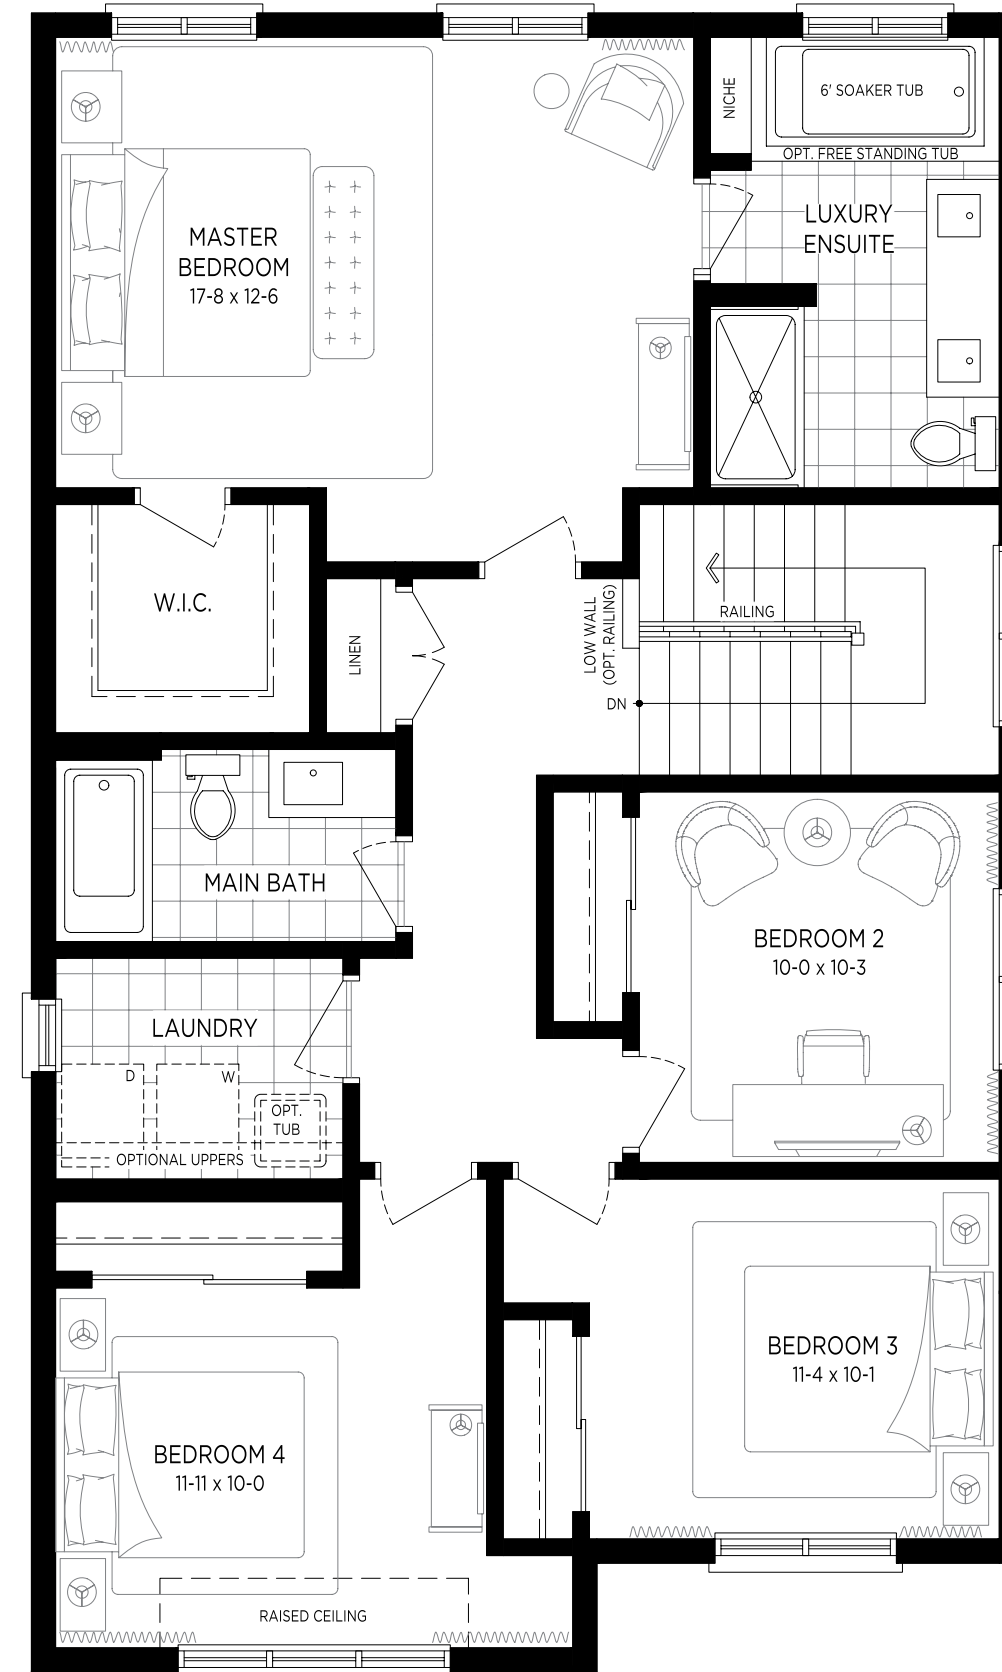 NICHE
6' SOAKER TUB
OPT. FREE STANDING TUB
LUXURY
ENSUITE
MASTER
BEDROOM
17-8 x 12-6
W.I.C.
LINEN
LOW WALL
(OPT. RAILING)
RAILING
DN
MAIN BATH
BEDROOM 2
10-0 x 10-3
LAUNDRY
D
W
OPT.
TUB
OPTIONAL UPPERS
BEDROOM 3
11-4 x 10-1
BEDROOM 4
11-11 x 10-0
RAISED CEILING